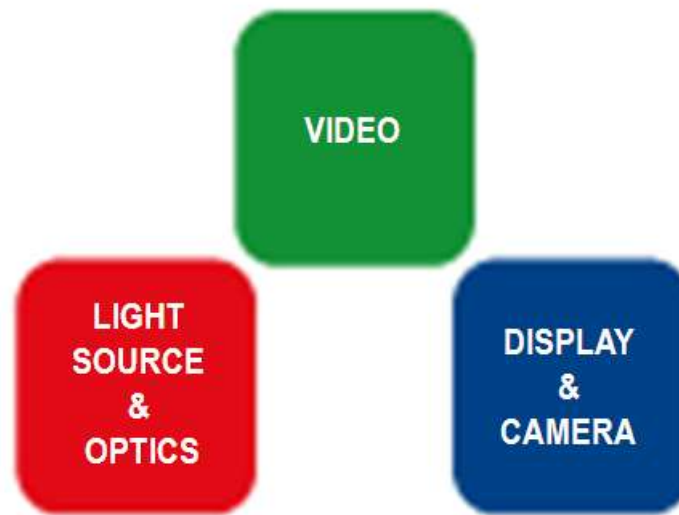 VIDEO
LIGHT
SOURCE
&
OPTICS
DISPLAY
&
CAMERA